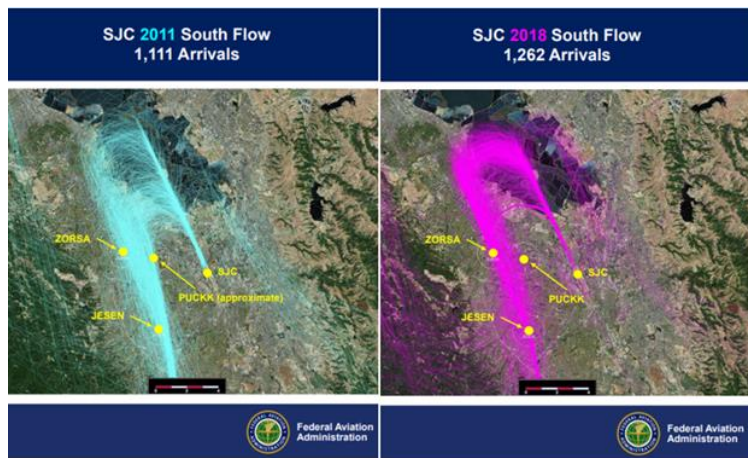 SJC 2011 South Flow
1,111 Arrivals
ZORSA
SJC
PUCKK (approximate)
JESEN
Federal Aviation
Administration
SJC 2018 South Flow
1,262 Arrivals
ZORSA
SJC
PUCKK
JESEN
Federal Aviation
Administration